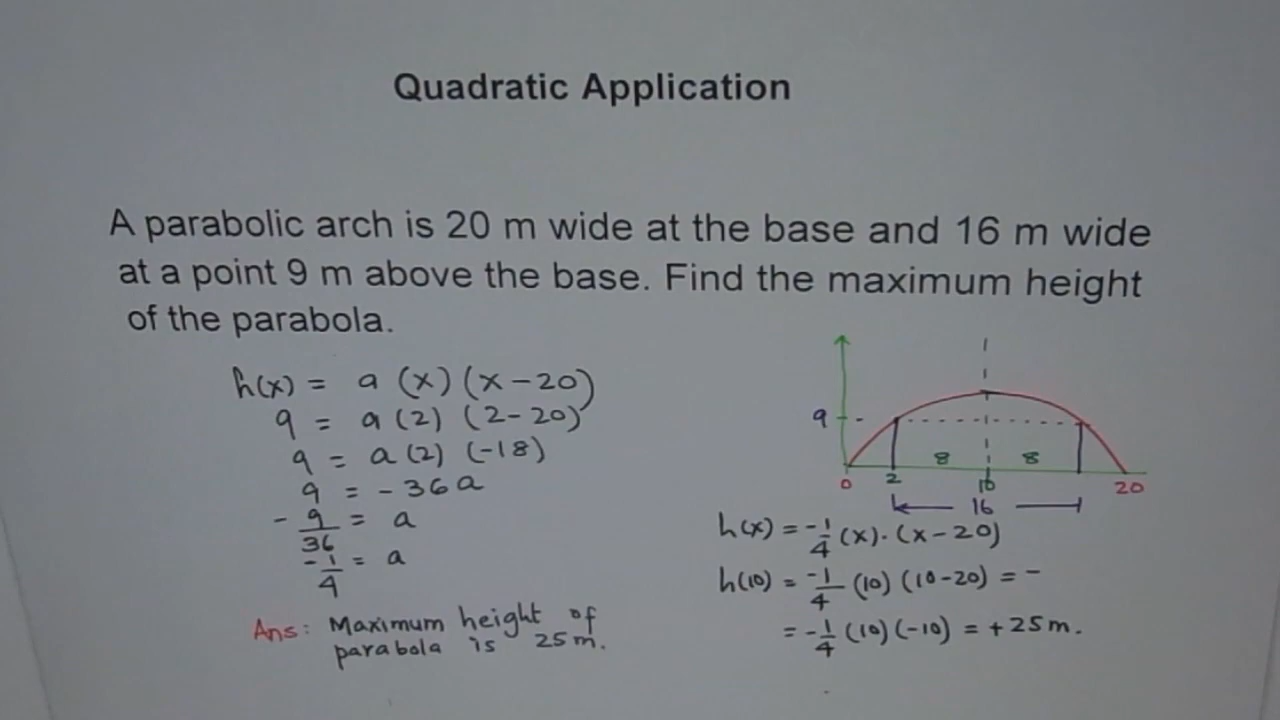 Quadratic Application
A parabolic arch is 20 m wide at the base and 16 m wide
at a point 9 m above the base. Find the maximum height
of the parabola.
h(x) = a (x) (x - 20)
9 = a (2) (2 - 20)
9 = a (2) (-18)
9 = - 36 a
- 9/36 = a
- 1/4 = a
Ans: Maximum height of
parabola is 25 m.
9
8 8
0 2 10 20
16
h(x) = - 1/4 (x) · (x - 20)
h(10) = - 1/4 (10) (10 - 20) = -
= - 1/4 (10) (-10) = + 25 m.